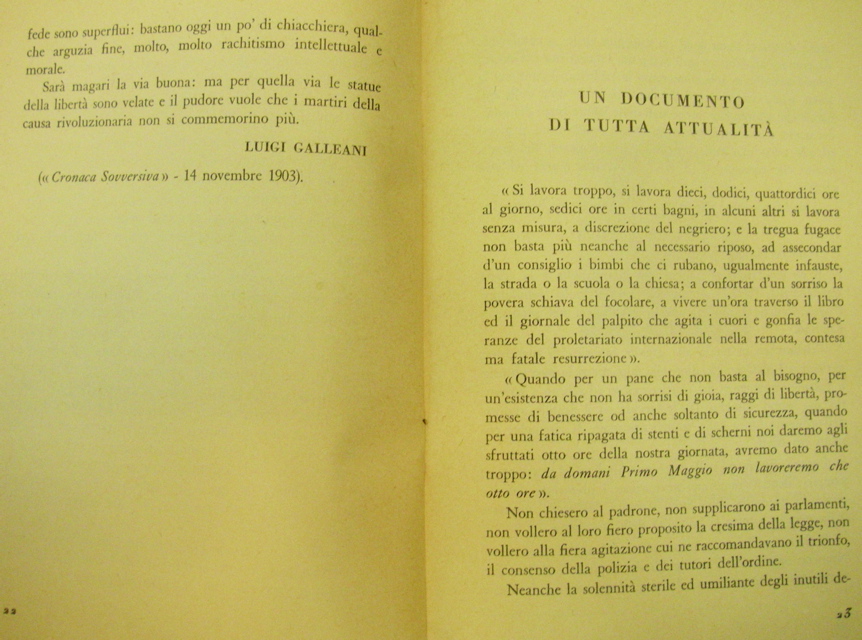 fede sono superflui: bastano oggi un po' di chiacchiera, qual-
che arguzia fine, molto, molto rachitismo intellettuale e
morale.
Sarà magari la via buona: ma per quella via le statue
della libertà sono velate e il pudore vuole che i martiri della
causa rivoluzionaria non si commemorino più.
LUIGI GALLEANI
(« Cronaca Sovversiva » - 14 novembre 1903).
22
UN DOCUMENTO
DI TUTTA ATTUALITÀ
« Si lavora troppo, si lavora dieci, dodici, quattordici ore
al giorno, sedici ore in certi bagni, in alcuni altri si lavora
senza misura, a discrezione del negriero; e la tregua fugace
non basta più neanche al necessario riposo, ad assecondar
d'un consiglio i bimbi che ci rubano, ugualmente infauste,
la strada o la scuola o la chiesa; a confortar d'un sorriso la
povera schiava del focolare, a vivere un'ora traverso il libro
ed il giornale del palpito che agita i cuori e gonfia le spe-
ranze del proletariato internazionale nella remota, contesa
ma fatale resurrezione ».
« Quando per un pane che non basta al bisogno, per
un'esistenza che non ha sorrisi di gioia, raggi di libertà, pro-
messe di benessere od anche soltanto di sicurezza, quando
per una fatica ripagata di stenti e di scherni noi daremo agli
sfruttati otto ore della nostra giornata, avremo dato anche
troppo: da domani Primo Maggio non lavoreremo che
otto ore ».
Non chiesero al padrone, non supplicarono ai parlamenti,
non vollero al loro fiero proposito la cresima della legge, non
vollero alla fiera agitazione cui ne raccomandavano il trionfo,
il consenso della polizia e dei tutori dell'ordine.
Neanche la solennità sterile ed umiliante degli inutili de-
23